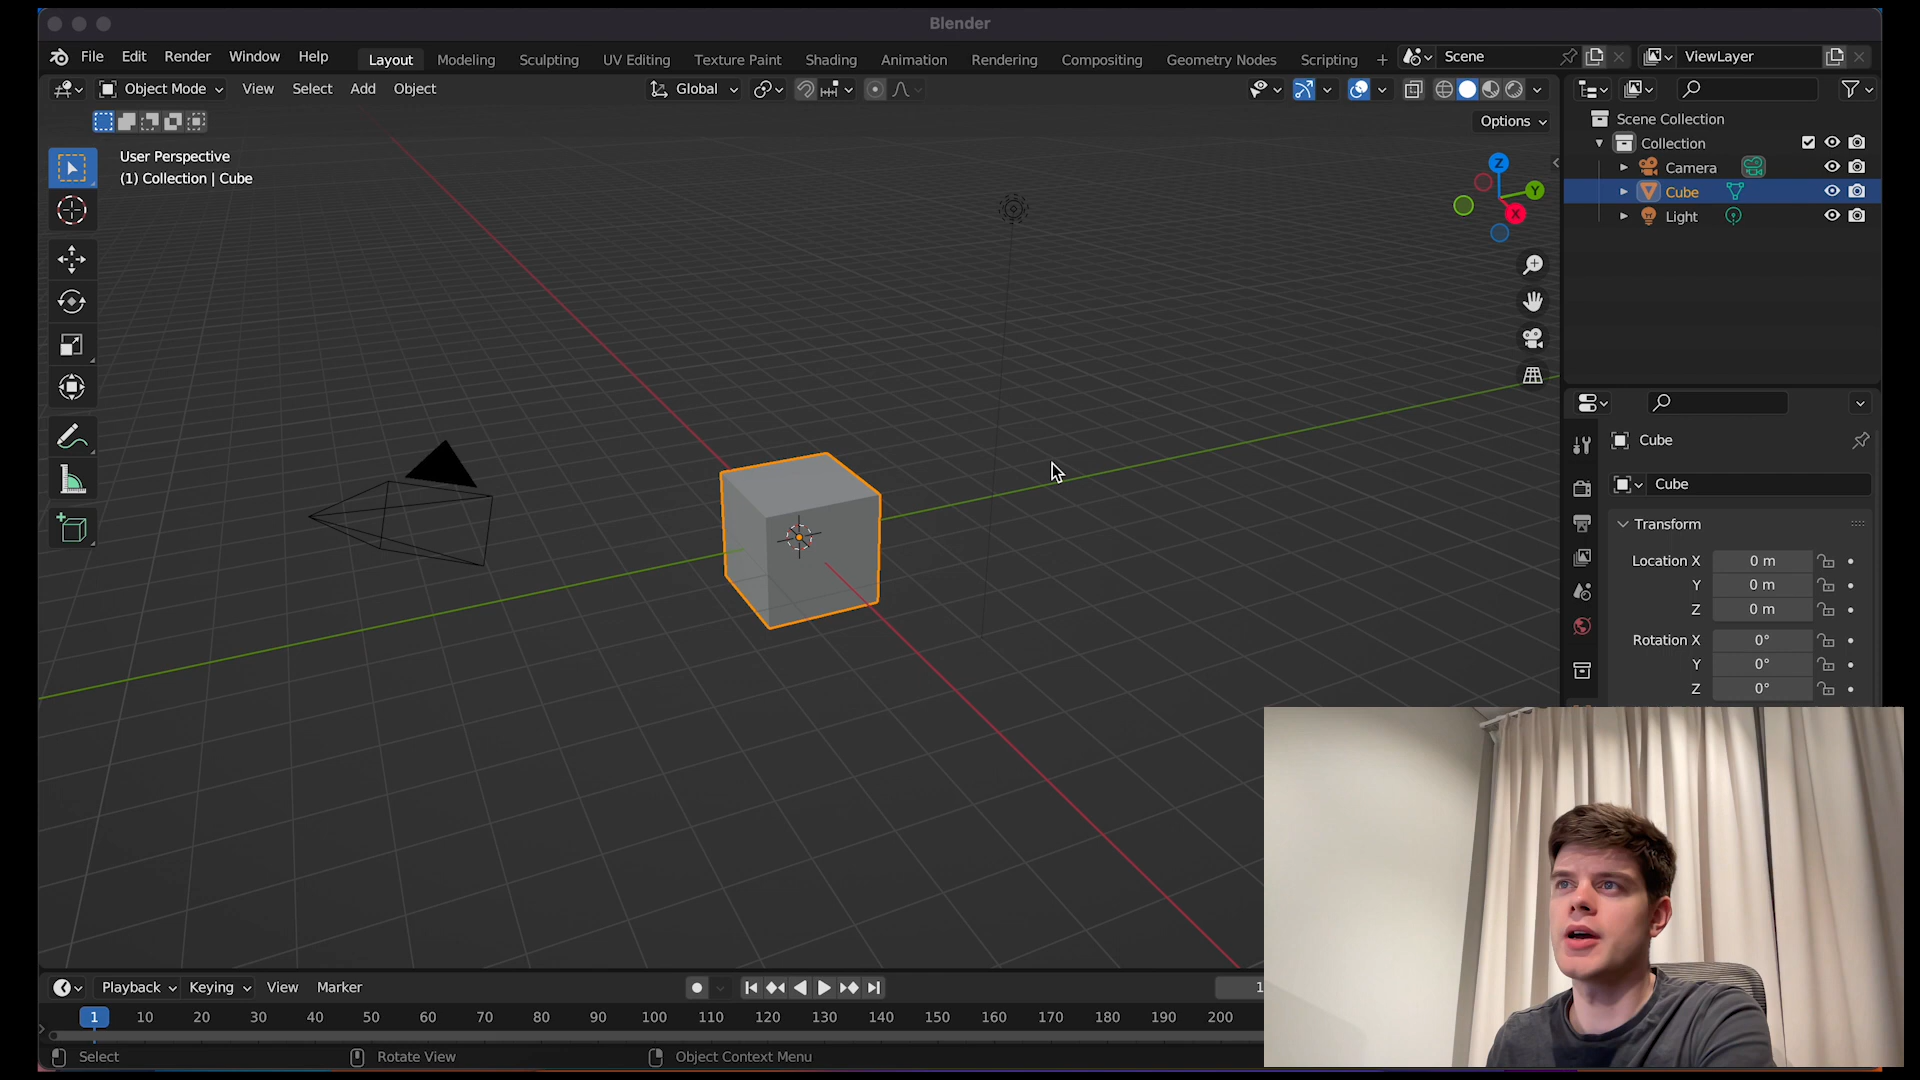 Blender
File Edit Render Window Help Layout Modeling Sculpting UV Editing Texture Paint Shading Animation Rendering Compositing Geometry Nodes Scripting + Scene ViewLayer
Object Mode View Select Add Object Global
Options
User Perspective
(1) Collection | Cube
Z
Y
X
Scene Collection
Collection
Camera
Cube
Light
Cube
Cube
Transform
Location X 0 m
Y 0 m
Z 0 m
Rotation X 0°
Y 0°
Z 0°
Playback Keying View Marker 1
1 10 20 30 40 50 60 70 80 90 100 110 120 130 140 150 160 170 180 190 200
Select Rotate View Object Context Menu